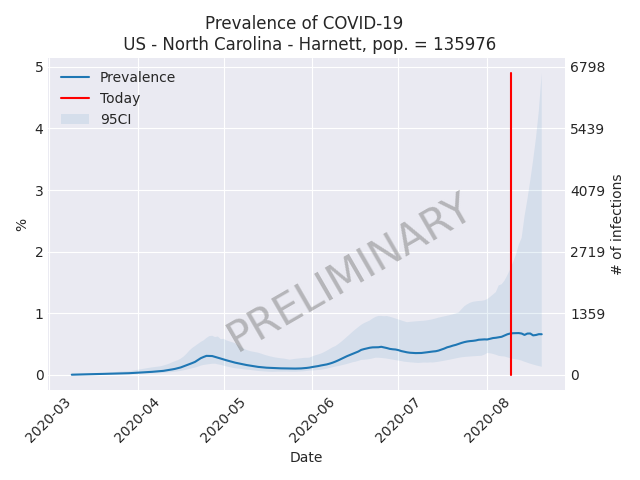 Prevalence of COVID-19
US - North Carolina - Harnett, pop. = 135976
Prevalence
Today
95CI
PRELIMINARY
%
5
4
3
2
1
0
6798
5439
4079
2719
1359
0
# of infections
2020-03
2020-04
2020-05
2020-06
2020-07
2020-08
Date